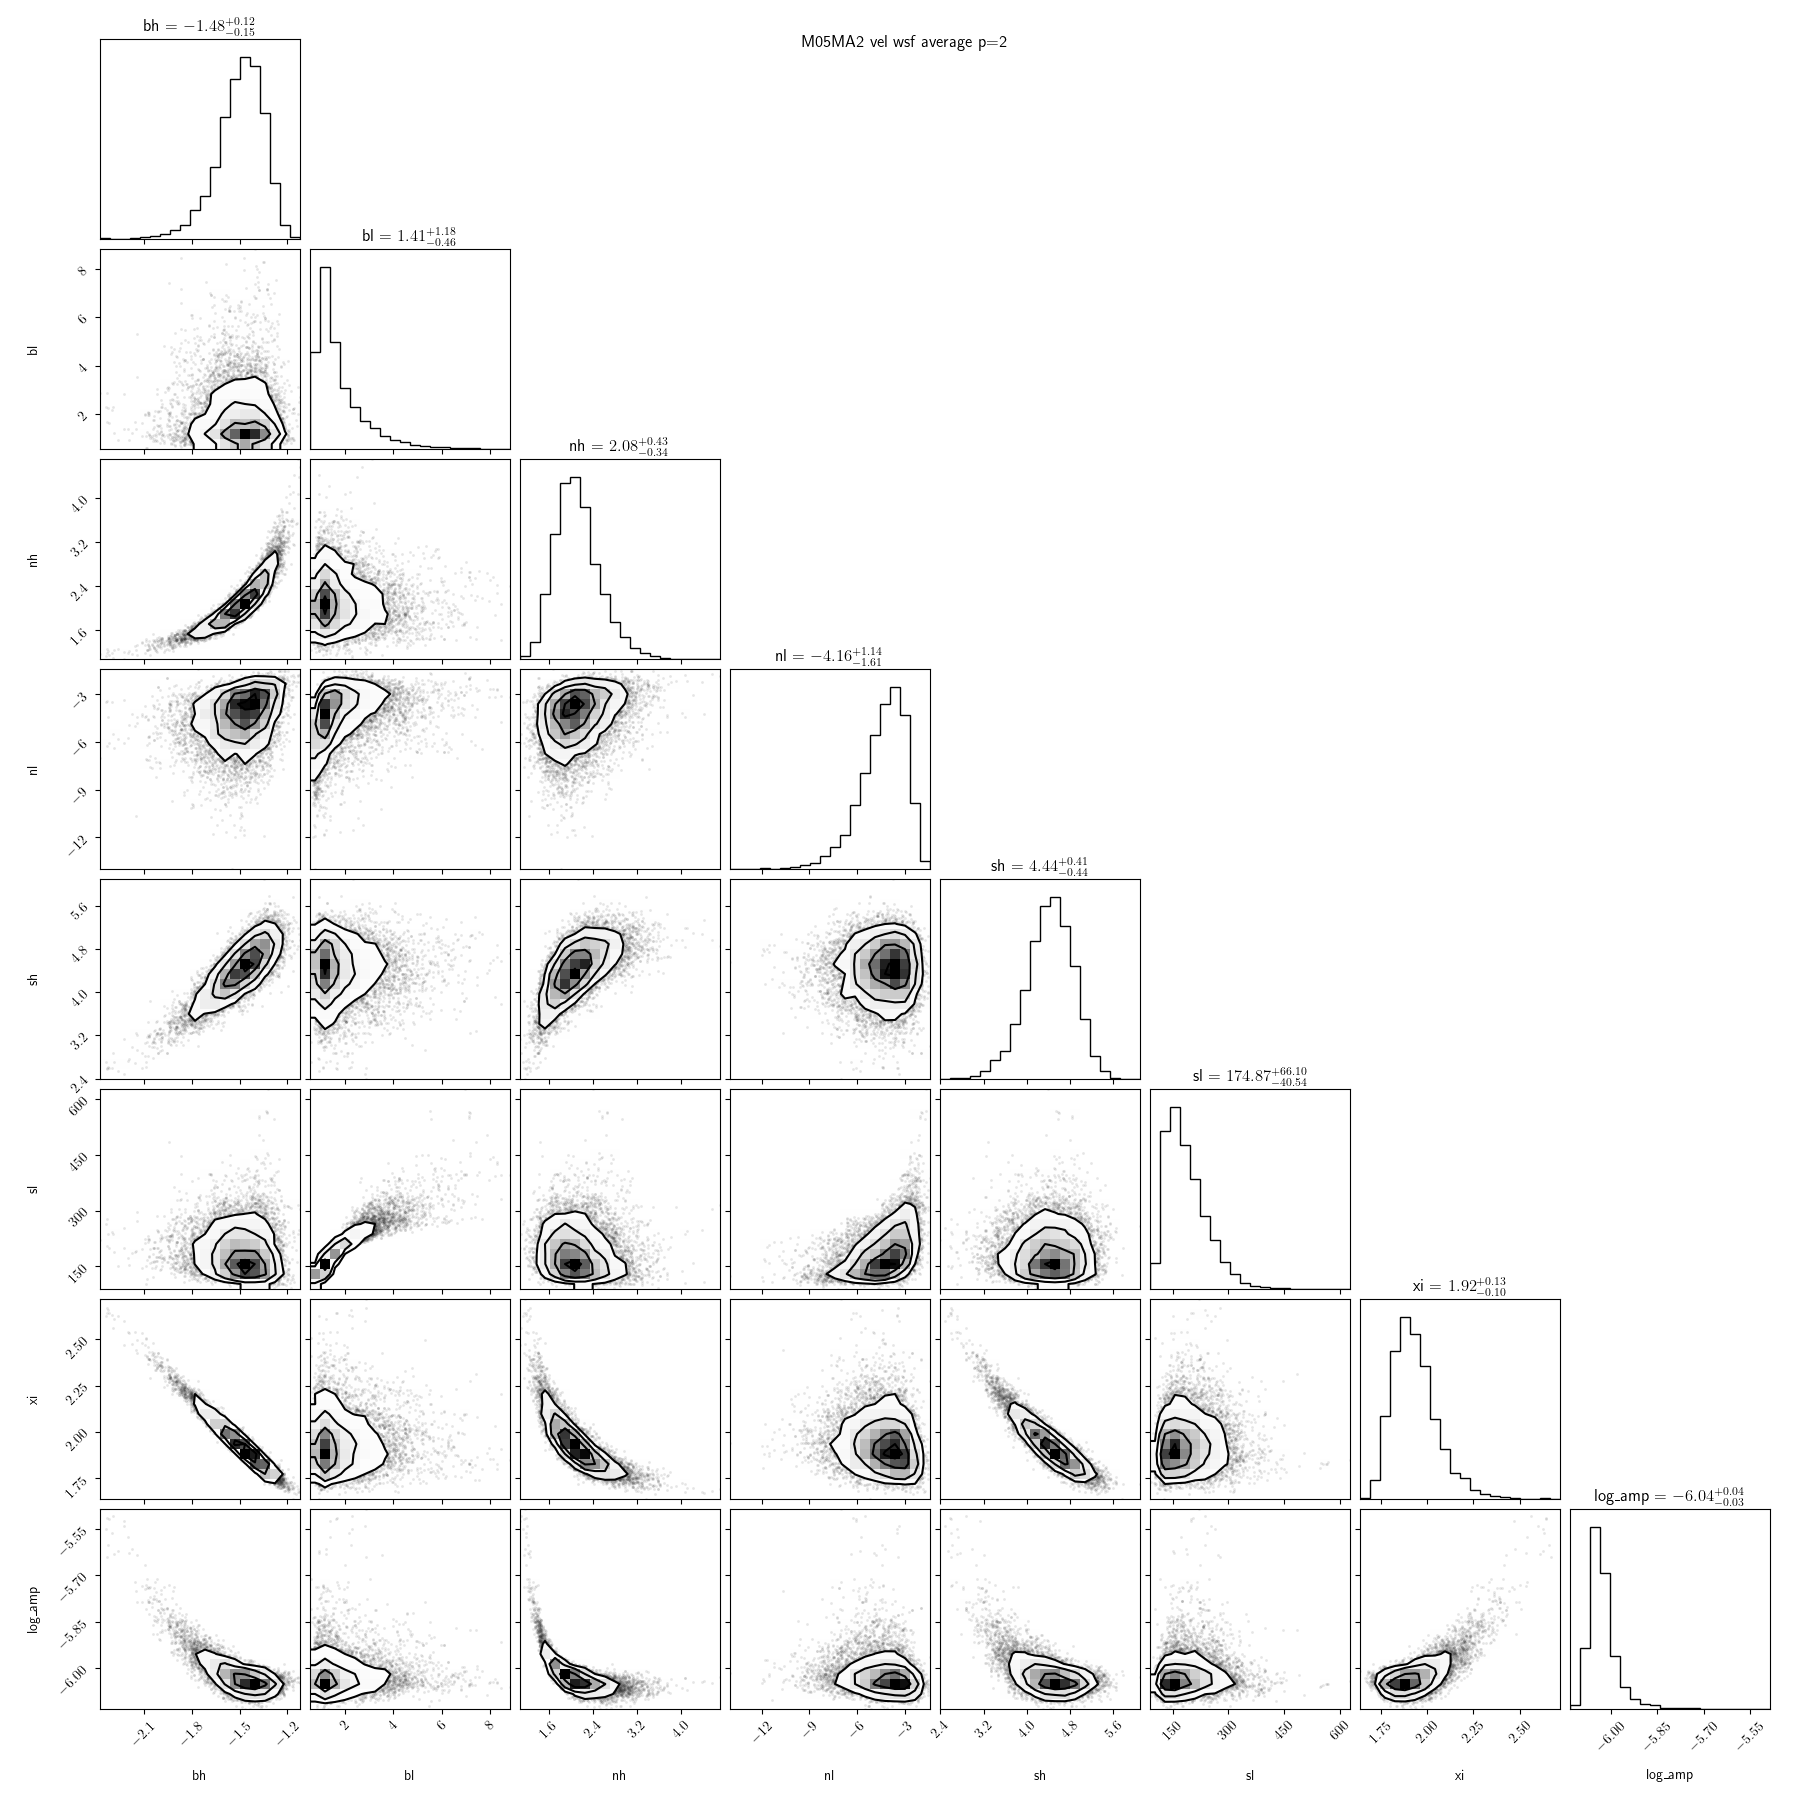 M05MA2 vel wsf average p=2
bh = −1.48 +0.12 −0.15
bl = 1.41 +1.18 −0.46
8
6
4
2
bl
nh = 2.08 +0.43 −0.34
4.0
3.2
2.4
1.6
nh
nl = −4.16 +1.14 −1.61
−3
−6
−9
−12
nl
sh = 4.44 +0.41 −0.44
5.6
4.8
4.0
3.2
2.4
sh
sl = 174.87 +66.10 −40.54
600
450
300
150
sl
xi = 1.92 +0.13 −0.10
2.50
2.25
2.00
1.75
xi
log_amp = −6.04 +0.04 −0.03
−5.55
−5.70
−5.85
−6.00
log_amp
−2.1 −1.8 −1.5 −1.2 2 4 6 8 1.6 2.4 3.2 4.0 −12 −9 −6 −3 2.4 3.2 4.0 4.8 5.6 150 300 450 600 1.75 2.00 2.25 2.50 −6.00 −5.85 −5.70 −5.55
bh bl nh nl sh sl xi log_amp